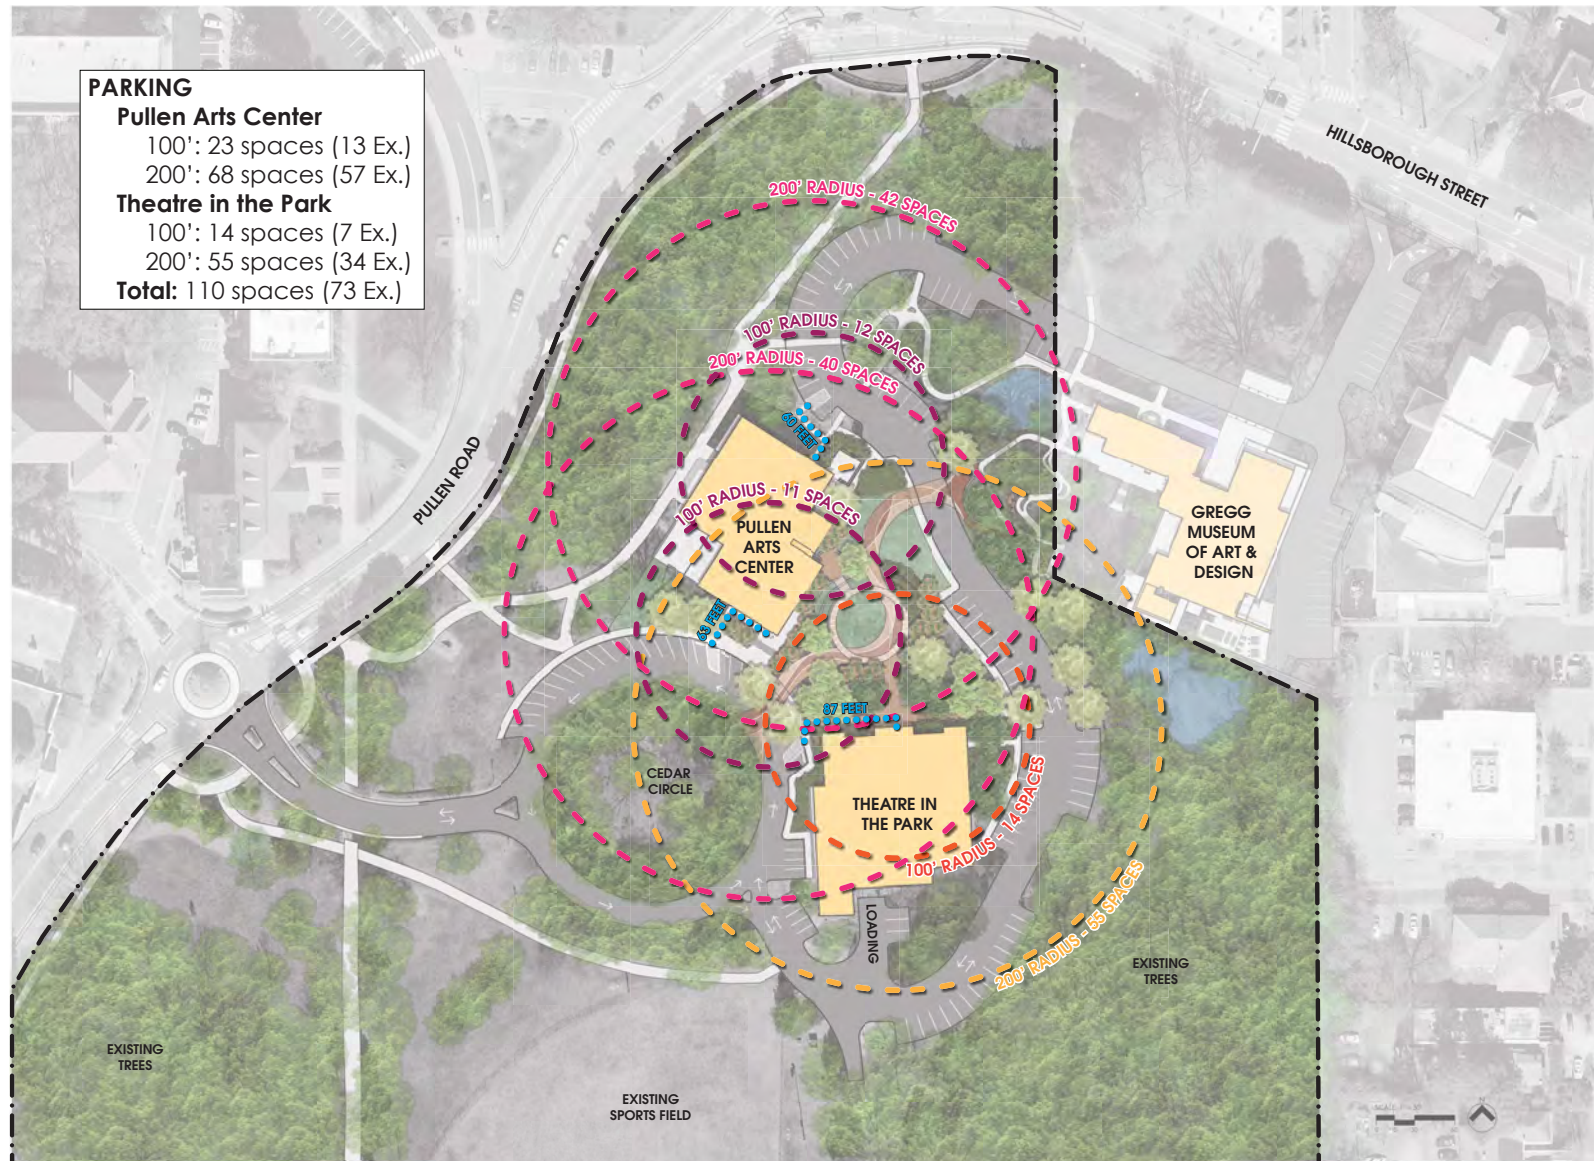 PARKING
Pullen Arts Center
100': 23 spaces (13 Ex.)
200': 68 spaces (57 Ex.)
Theatre in the Park
100': 14 spaces (7 Ex.)
200': 55 spaces (34 Ex.)
Total: 110 spaces (73 Ex.)
HILLSBOROUGH STREET
200' RADIUS - 42 SPACES
100' RADIUS - 12 SPACES
200' RADIUS - 40 SPACES
60 FEET
PULLEN ROAD
100' RADIUS - 11 SPACES
PULLEN
ARTS
CENTER
GREGG
MUSEUM
OF ART &
DESIGN
63 FEET
87 FEET
CEDAR
CIRCLE
THEATRE IN
THE PARK
100' RADIUS - 14 SPACES
200' RADIUS - 55 SPACES
LOADING
EXISTING
TREES
EXISTING
TREES
EXISTING
SPORTS FIELD
N